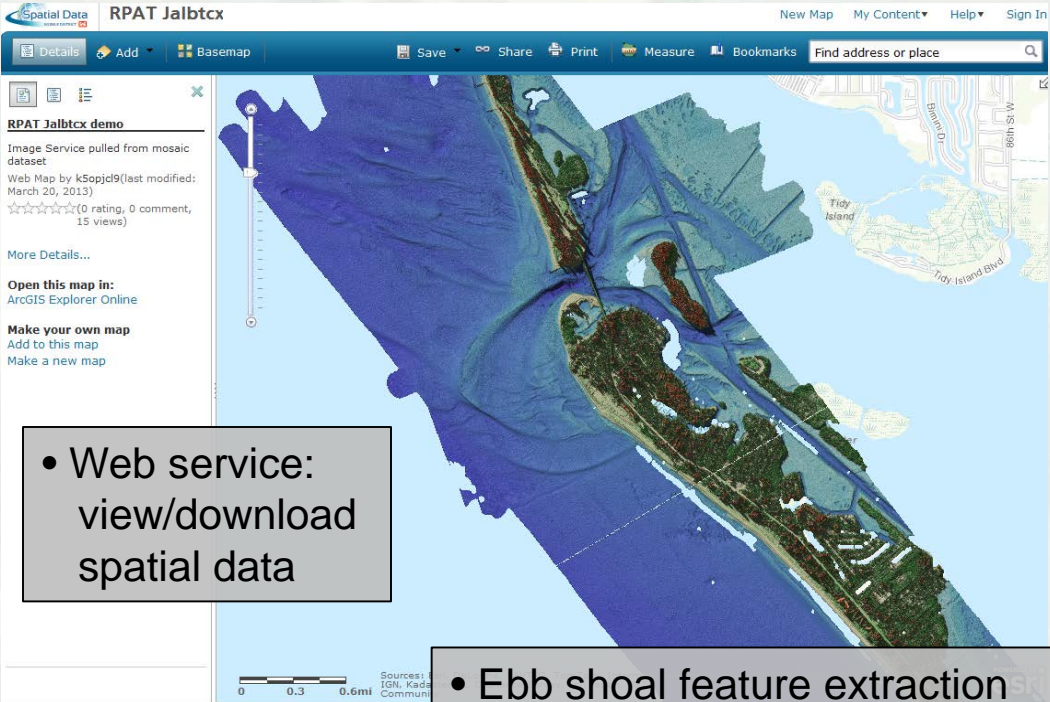 Spatial Data
RPAT Jalbtcx
New Map My Content▾ Help▾ Sign In
Details Add Basemap Save Share Print Measure Bookmarks Find address or place
RPAT Jalbtcx demo
Image Service pulled from mosaic
dataset
Web Map by k5opjcl9(last modified:
March 20, 2013)
(0 rating, 0 comment,
15 views)
More Details...
Open this map in:
ArcGIS Explorer Online
Make your own map
Add to this map
Make a new map
Bimini Dr
86th St W
Tidy
Island
Tidy Island Blvd
• Web service:
view/download
spatial data
0 0.3 0.6mi
Sources:
IGN, Kada
Communi
• Ebb shoal feature extraction
esri